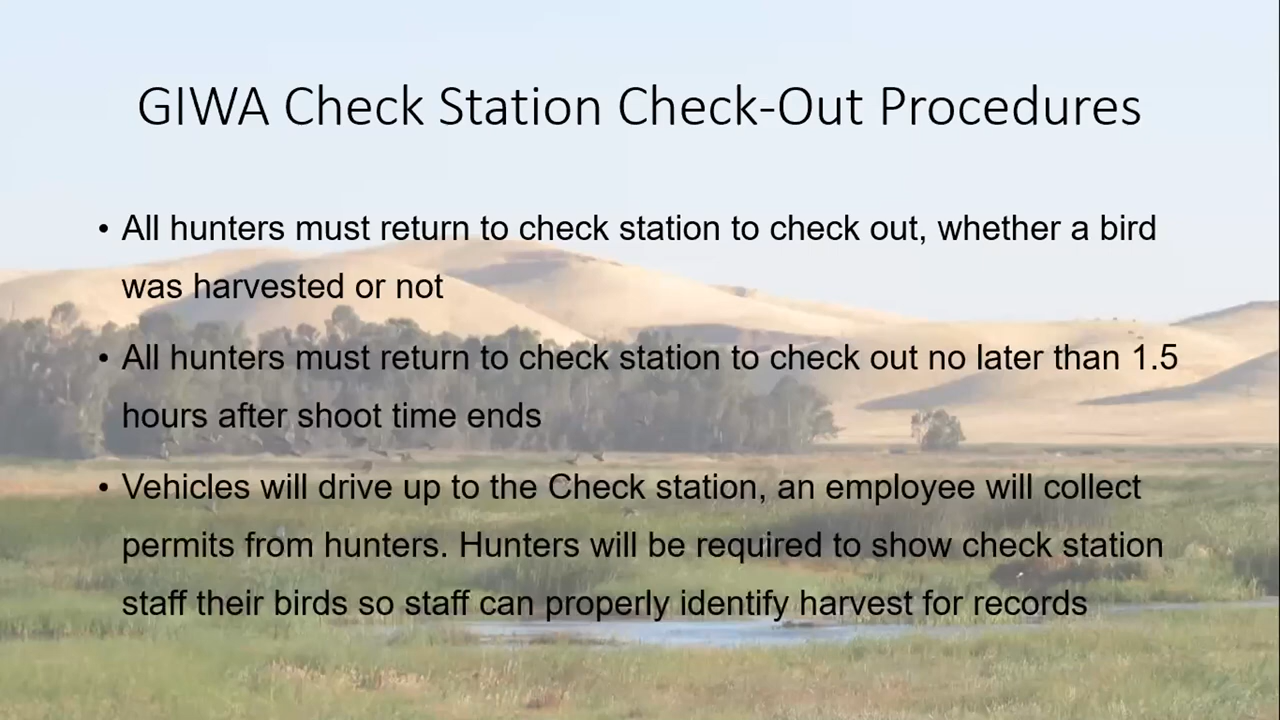 GIWA Check Station Check-Out Procedures
• All hunters must return to check station to check out, whether a bird
was harvested or not
• All hunters must return to check station to check out no later than 1.5
hours after shoot time ends
• Vehicles will drive up to the Check station, an employee will collect
permits from hunters. Hunters will be required to show check station
staff their birds so staff can properly identify harvest for records